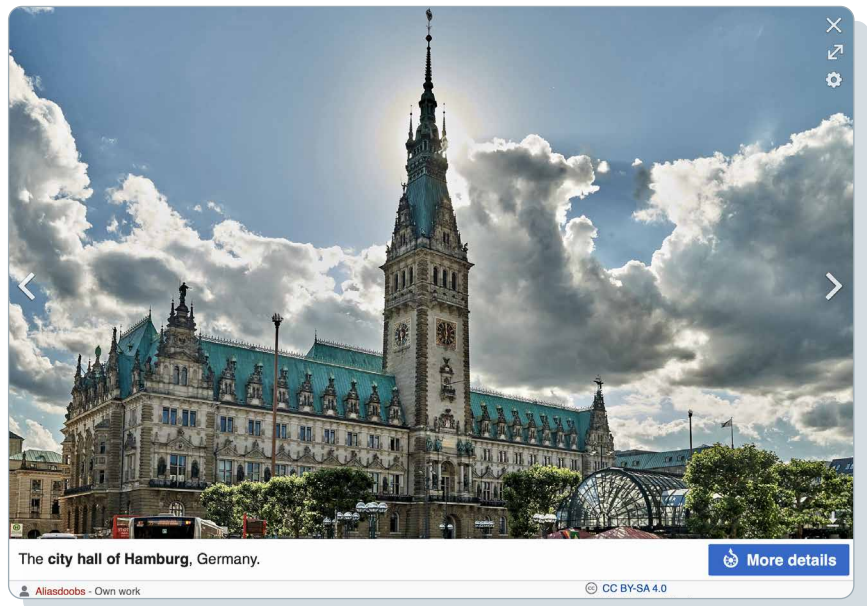 The city hall of Hamburg, Germany.
More details
Aliasdoobs - Own work
CC BY-SA 4.0